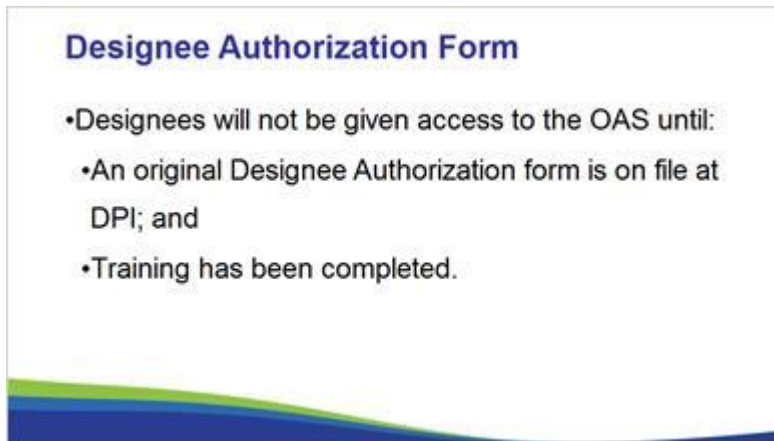 Designee Authorization Form
•Designees will not be given access to the OAS until:
•An original Designee Authorization form is on file at
DPI; and
•Training has been completed.